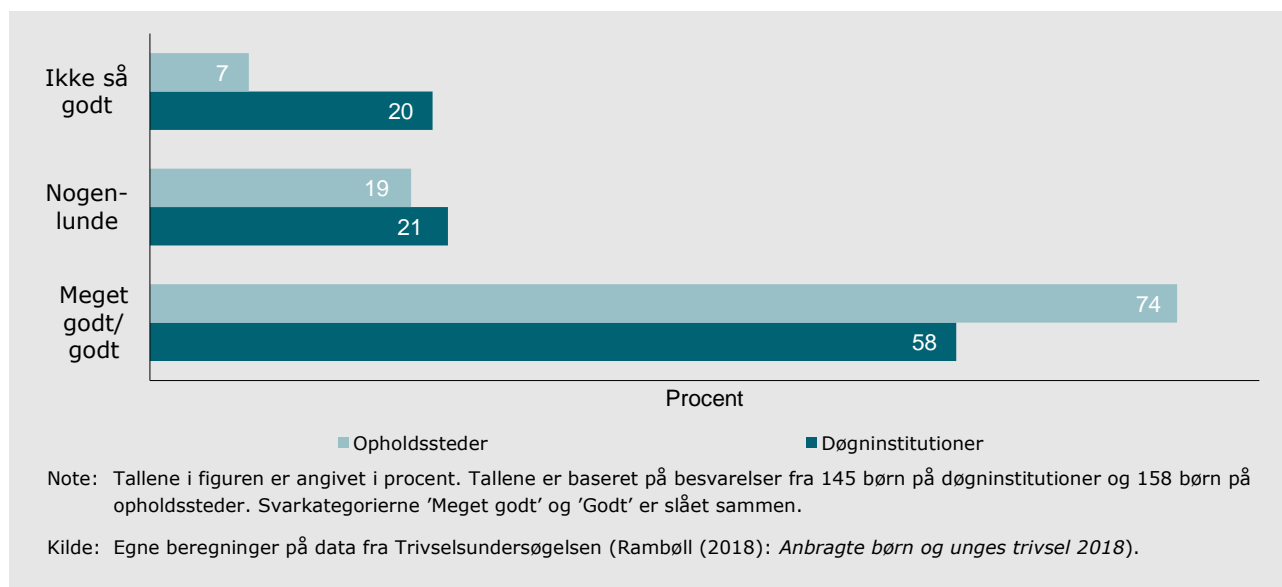 Ikke så
godt
7
20
Nogen-
lunde
19
21
Meget
godt/
godt
74
58
Procent
Opholdssteder Døgninstitutioner
Note: Tallene i figuren er angivet i procent. Tallene er baseret på besvarelser fra 145 børn på døgninstitutioner og 158 børn på
opholdssteder. Svarkategorierne ’Meget godt’ og ’Godt’ er slået sammen.
Kilde: Egne beregninger på data fra Trivselsundersøgelsen (Rambøll (2018): Anbragte børn og unges trivsel 2018).